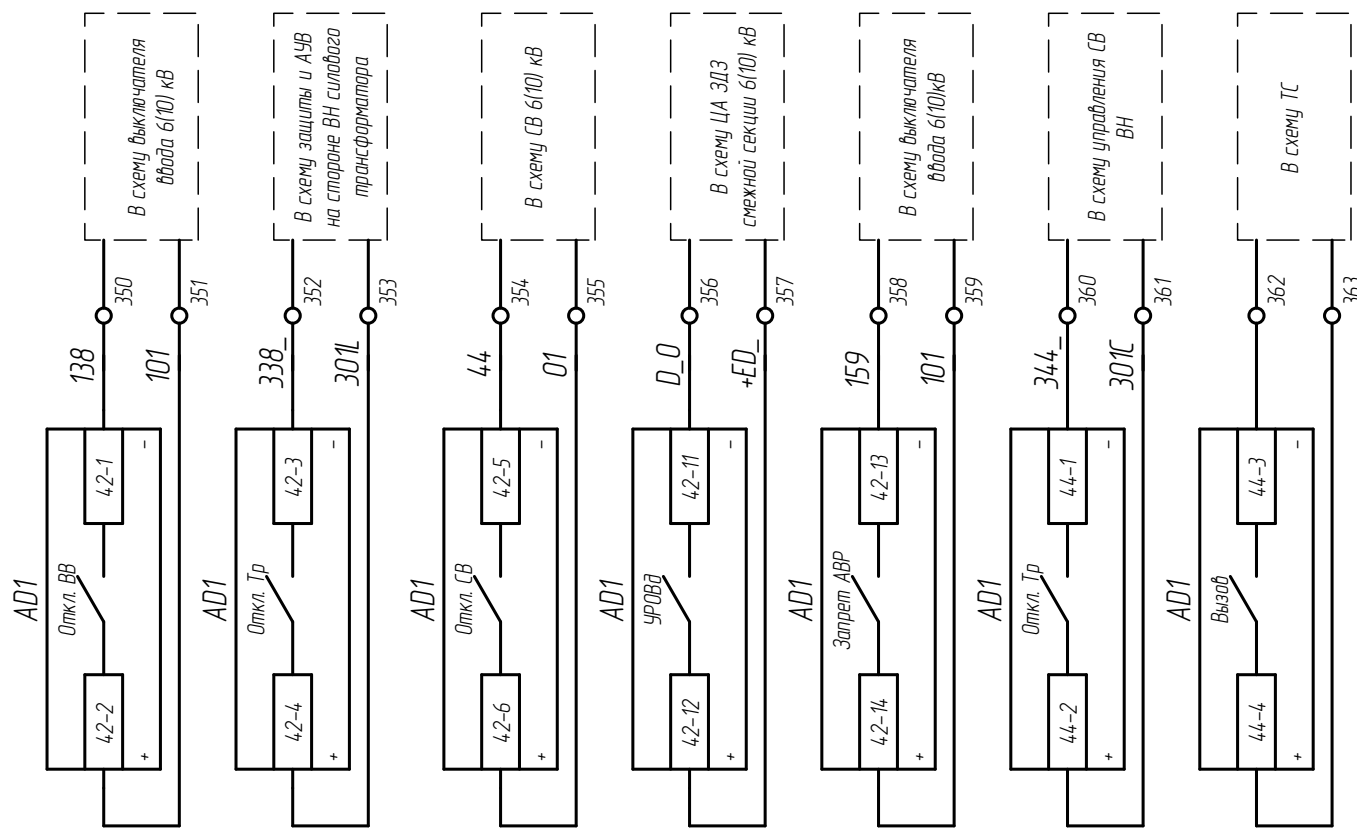 AD1
Откл. ВВ
42-2
42-1
+
-
138
101
350
351
В схему выключателя
ввода 6(10) кВ
AD1
Откл. Тр
42-4
42-3
+
-
338_
301L
352
353
В схему защиты и АУВ
на стороне ВН силового
трансформатора
AD1
Откл. СВ
42-6
42-5
+
-
44
01
354
355
В схему СВ 6(10) кВ
AD1
УРОВд
42-12
42-11
+
-
D_0
+ED_
356
357
В схему ЦА ЗДЗ
смежной секции 6(10) кВ
AD1
Запрет АВР
42-14
42-13
+
-
159
101
358
359
В схему выключателя
ввода 6(10)кВ
AD1
Откл. Тр
44-2
44-1
+
-
344_
301C
360
361
В схему управления СВ
ВН
AD1
Вызов
44-4
44-3
+
-
362
363
В схему ТС